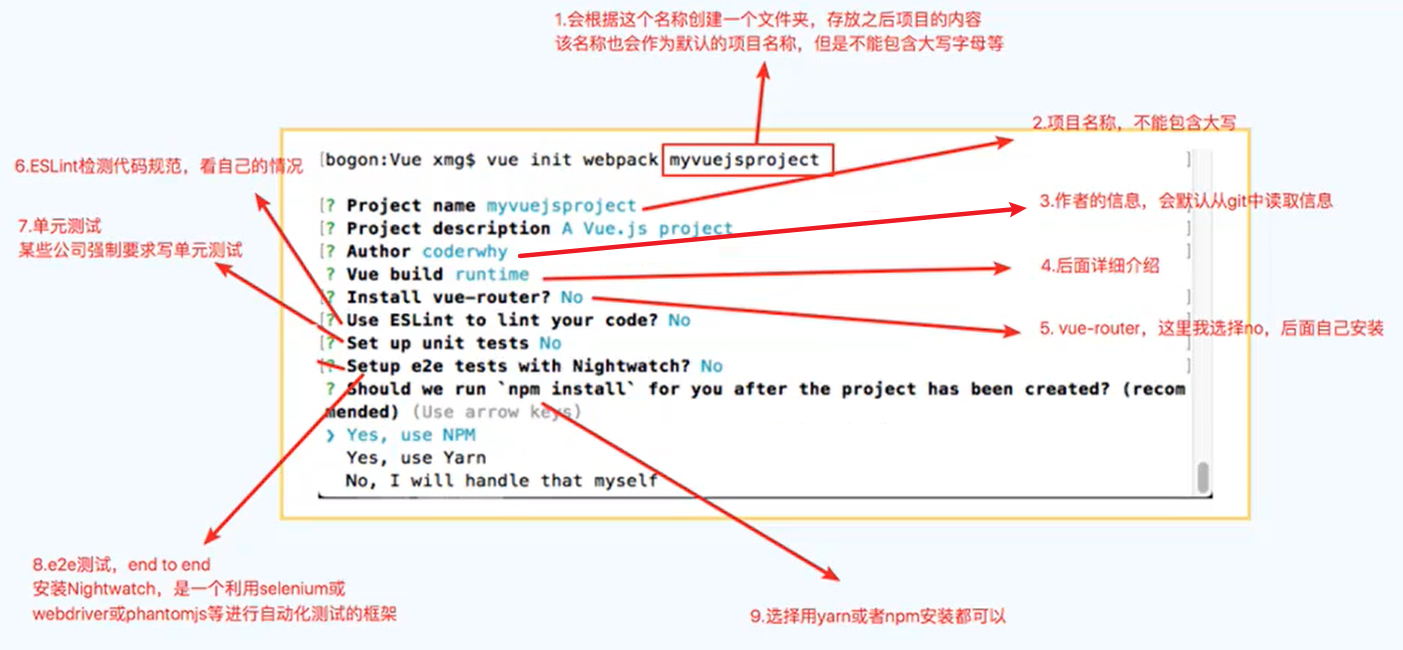 1.会根据这个名称创建一个文件夹，存放之后项目的内容
该名称也会作为默认的项目名称，但是不能包含大写字母等
2.项目名称，不能包含大写
[bogon:Vue xmg$ vue init webpack myvuejsproject ]
6.ESLint检测代码规范，看自己的情况
[? Project name myvuejsproject ]
3.作者的信息，会默认从git中读取信息
7.单元测试
某些公司强制要求写单元测试
[? Project description A Vue.js project ]
[? Author coderwhy ]
4.后面详细介绍
? Vue build runtime
[? Install vue-router? No ]
5. vue-router，这里我选择no，后面自己安装
[? Use ESLint to lint your code? No ]
[? Set up unit tests No ]
[? Setup e2e tests with Nightwatch? No ]
? Should we run `npm install` for you after the project has been created? (recom
mended) (Use arrow keys)
❯ Yes, use NPM
Yes, use Yarn
No, I will handle that myself
8.e2e测试，end to end
安装Nightwatch，是一个利用selenium或
webdriver或phantomjs等进行自动化测试的框架
9.选择用yarn或者npm安装都可以